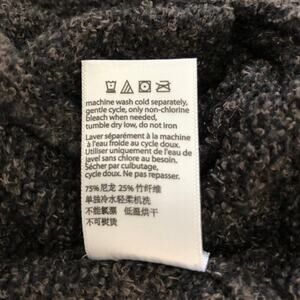 machine wash cold separately,
gentle cycle, only non-chlorine
bleach when needed,
tumble dry low, do not iron
Laver séparément à la machine
à l'eau froide au cycle doux.
Utiliser uniquement de l'eau de
javel sans chlore au besoin.
Sécher par culbutage,
cycle doux. Ne pas repasser.
75%尼龙 25%竹纤维
单独冷水轻柔机洗
不能氯漂 低温烘干
不可熨烫